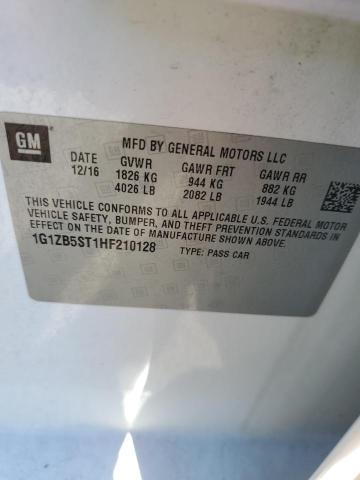 GM
MFD BY GENERAL MOTORS LLC
DATE GVWR GAWR FRT GAWR RR
12/16 1826 KG 944 KG 882 KG
4026 LB 2082 LB 1944 LB
THIS VEHICLE CONFORMS TO ALL APPLICABLE U.S. FEDERAL MOTOR
VEHICLE SAFETY, BUMPER, AND THEFT PREVENTION STANDARDS IN
EFFECT ON THE DATE OF MANUFACTURE SHOWN ABOVE.
1G1ZB5ST1HF210128 TYPE: PASS CAR